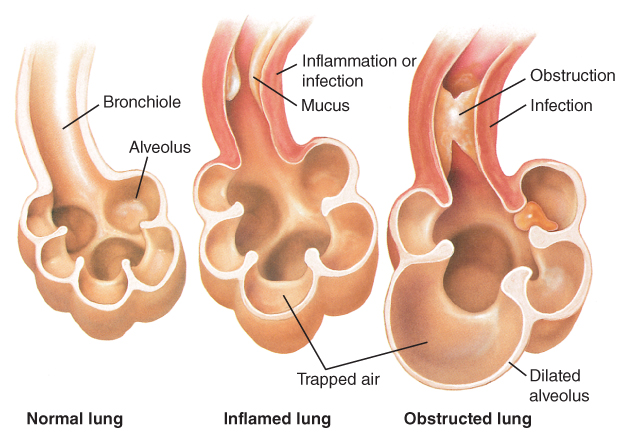 Bronchiole
Alveolus
Inflammation or
infection
Mucus
Obstruction
Infection
Trapped air
Dilated
alveolus
Normal lung
Inflamed lung
Obstructed lung